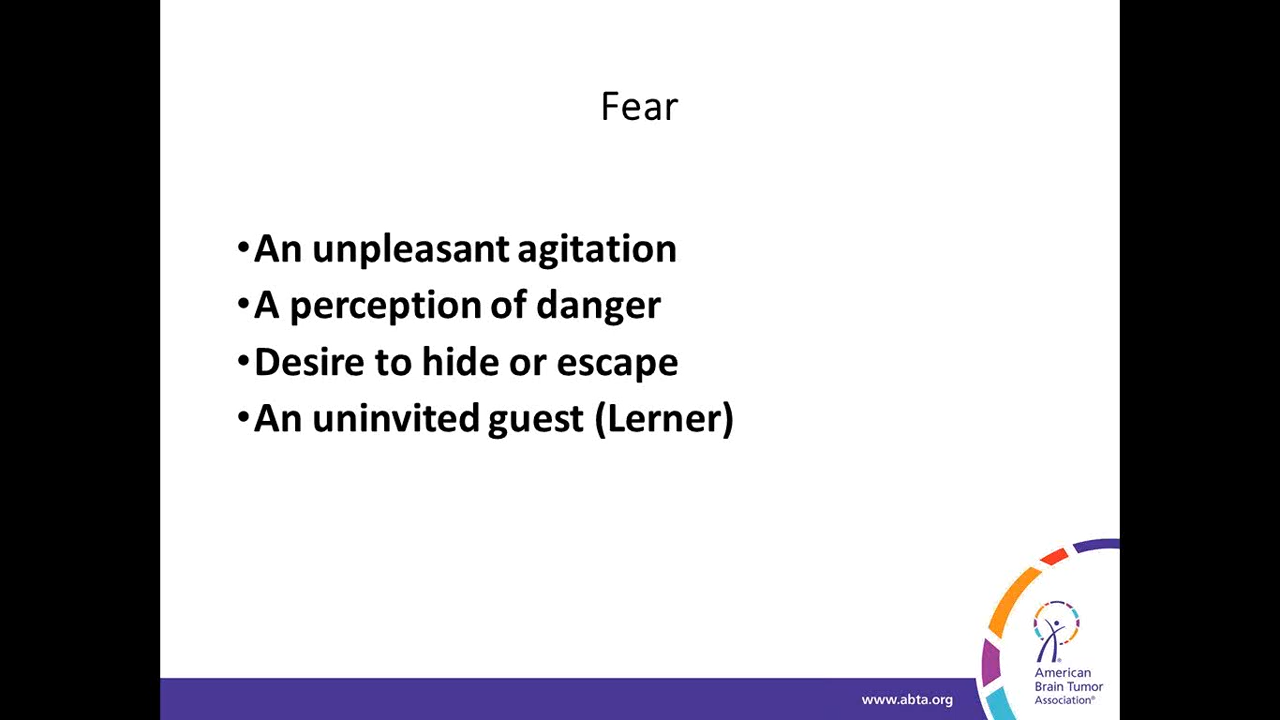 Fear
•An unpleasant agitation
•A perception of danger
•Desire to hide or escape
•An uninvited guest (Lerner)
www.abta.org
American
Brain Tumor
Association®